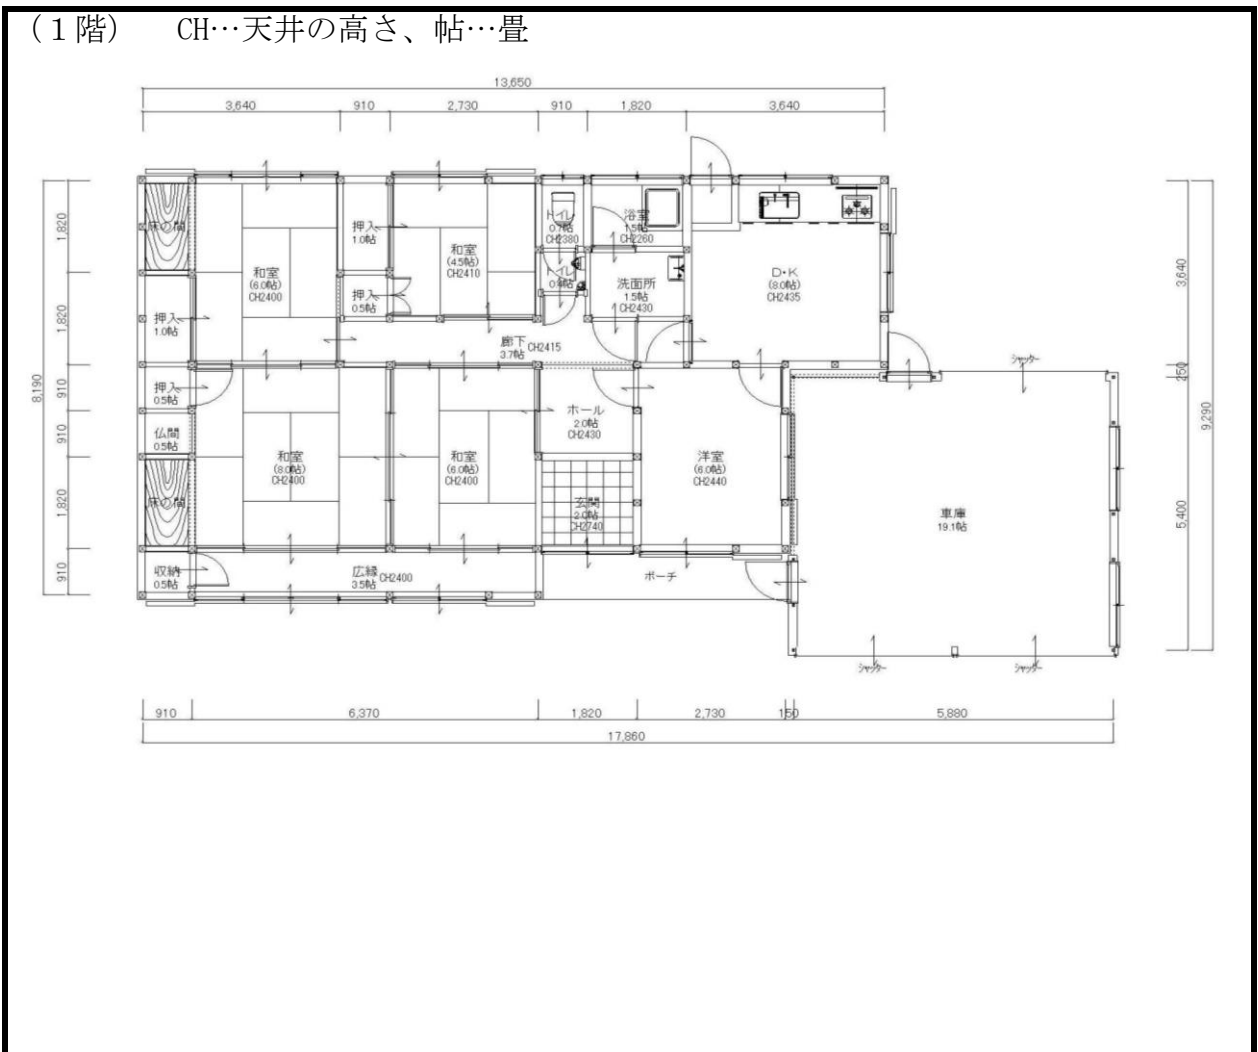 (１階)　CH…天井の高さ、帖…畳
13,650
3,640 910 2,730 910 1,820 3,640
8,190
1,820
1,820
910
910
1,820
910
3,640
250
5,400
9,290
床の間
和室
(6.0帖)
CH2400
押入
1.0帖
押入
0.5帖
和室
(4.5帖)
CH2410
トイレ
0.7帖
CH2380
トイレ
浴室
1.5帖
CH2260
洗面所
1.5帖
CH2430
D・K
(8.0帖)
CH2435
押入
1.0帖
廊下 CH2415
3.7帖
シャッター
押入
0.5帖
仏間
0.5帖
床の間
和室
(8.0帖)
CH2400
和室
(6.0帖)
CH2400
ホール
2.0帖
CH2430
玄関
2.0帖
CH2740
洋室
(6.0帖)
CH2440
車庫
19.1帖
収納
0.5帖
広縁 CH2400
3.5帖
ポーチ
シャッター
シャッター
910 6,370 1,820 2,730 150 5,880
17,860